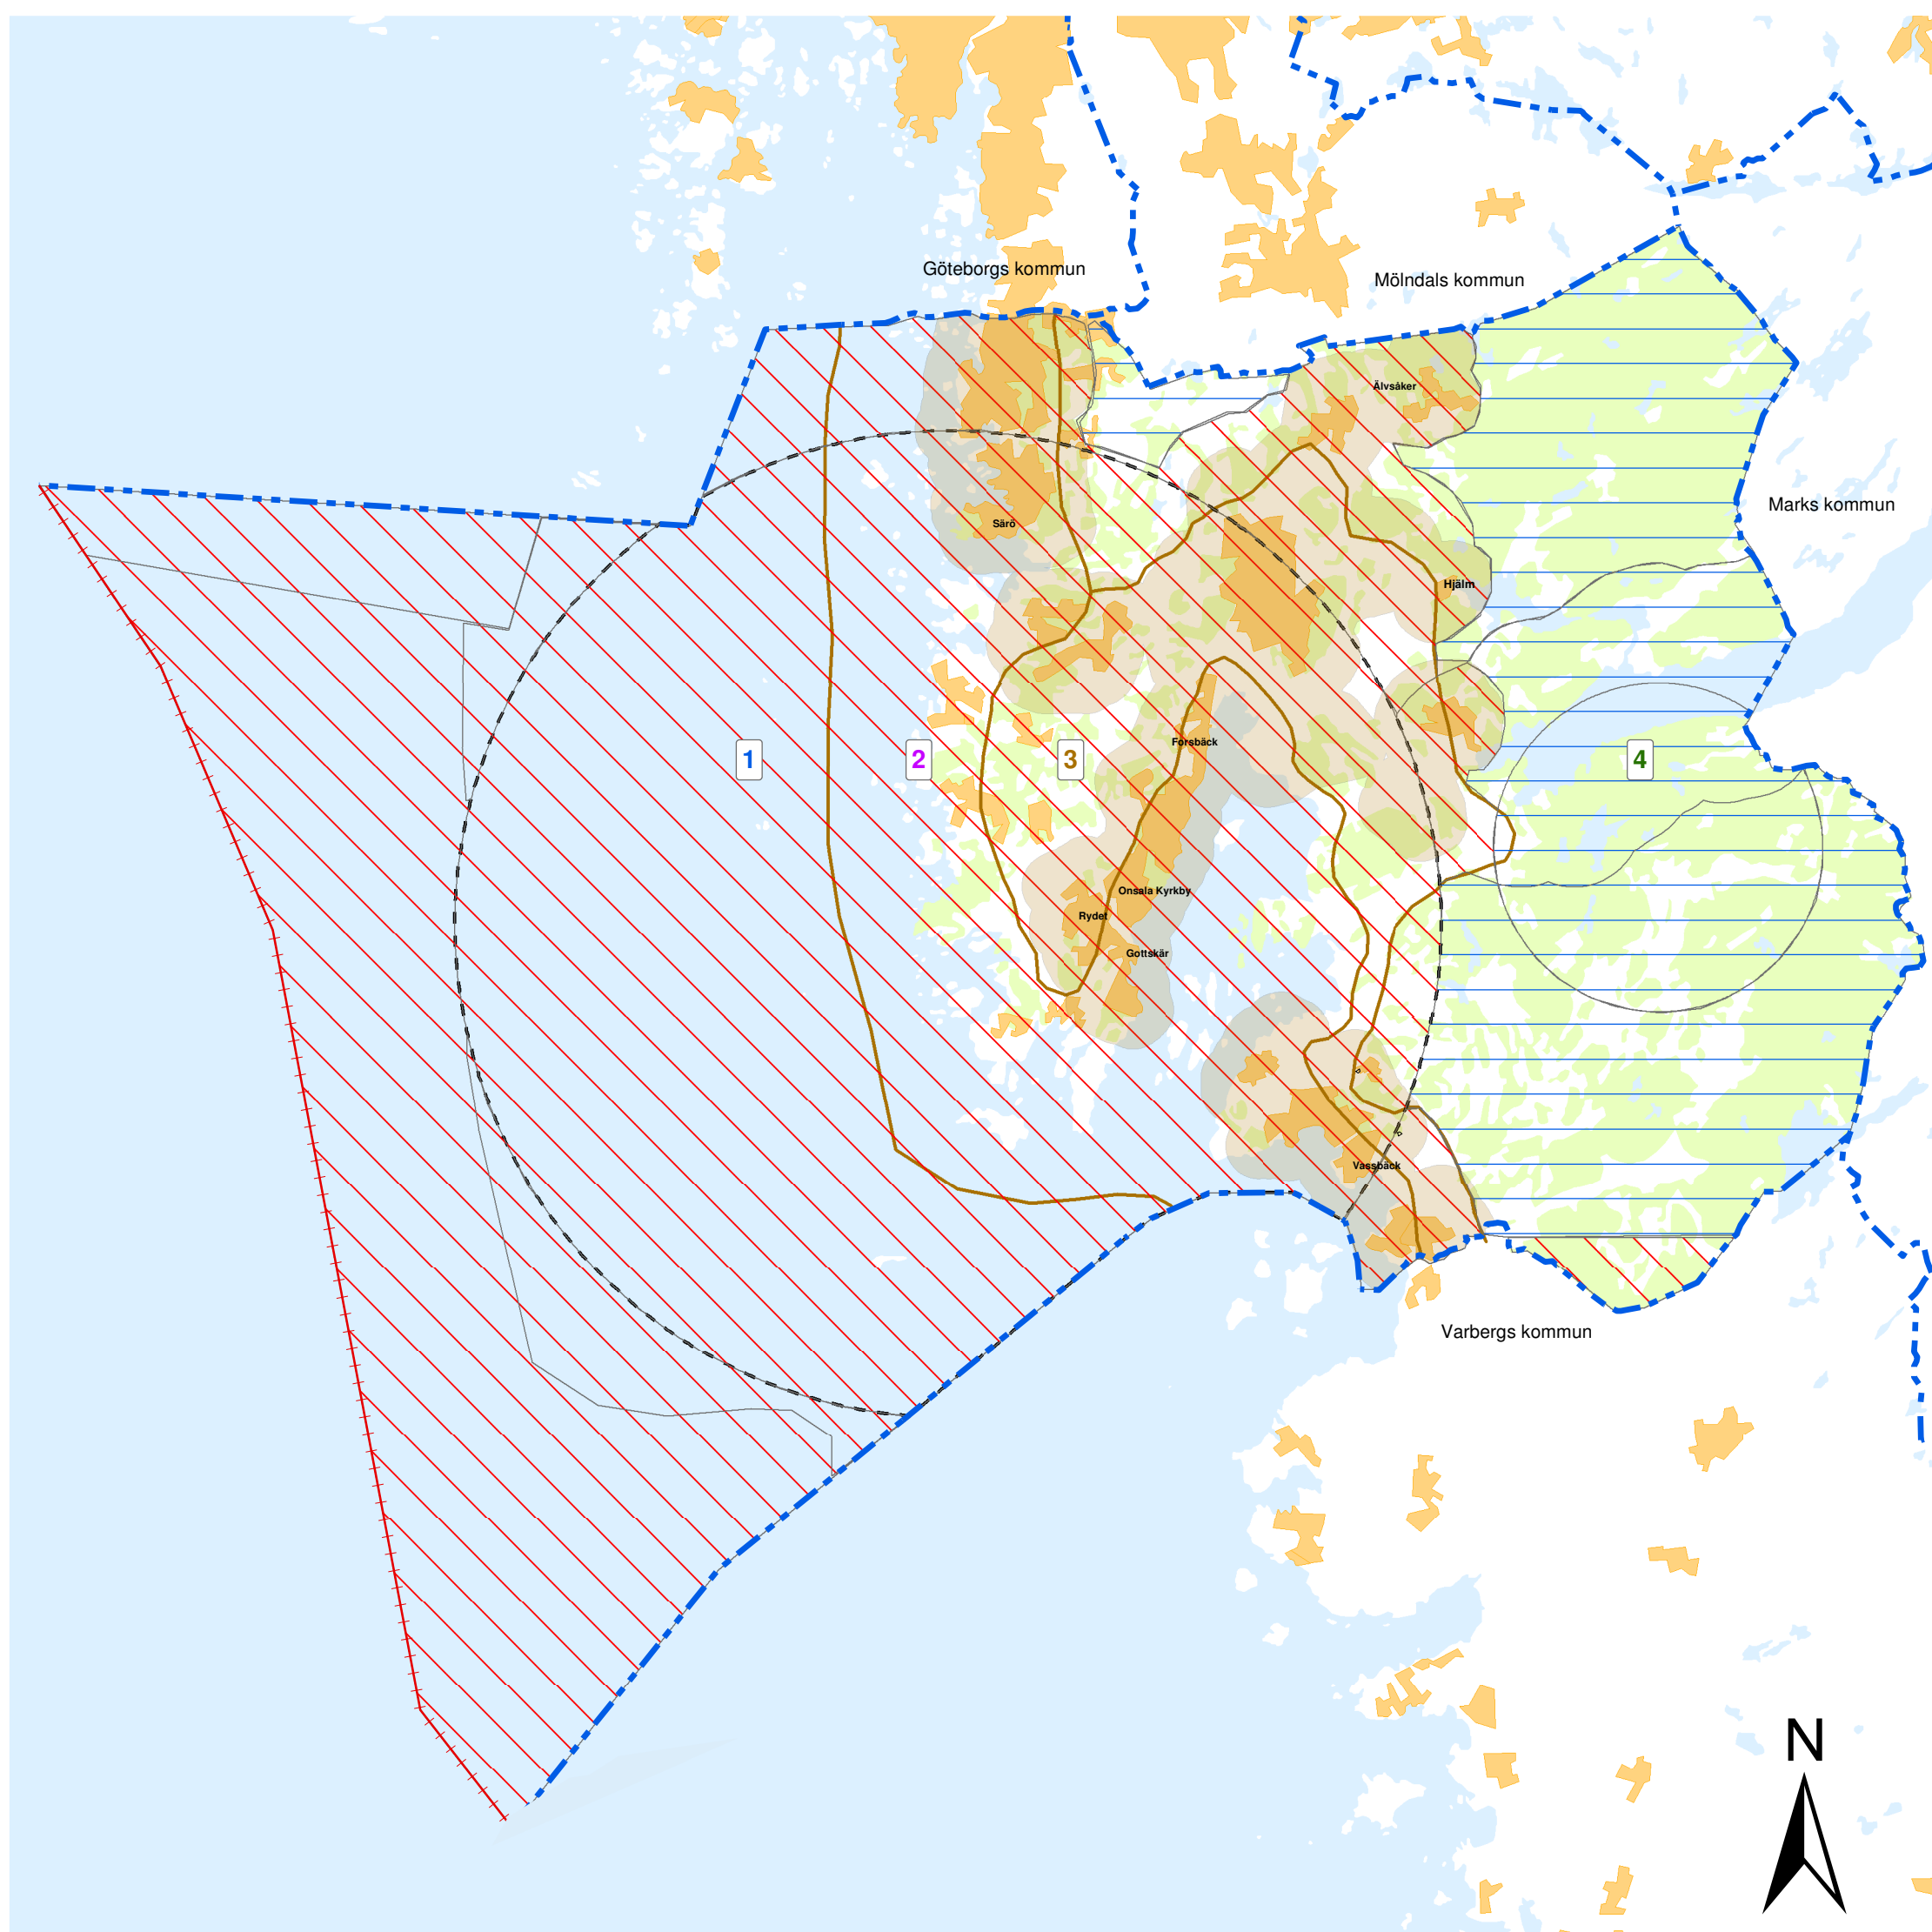 Göteborgs kommun
Mölndals kommun
Älvsåker
Marks kommun
Särö
Hjälm
Forsbäck
1
2
3
4
Onsala Kyrkby
Rydet
Gottskär
Vassbäck
Varbergs kommun
N